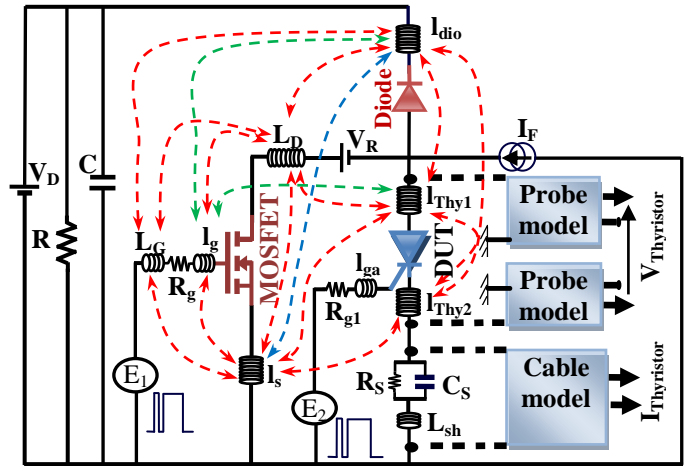 l_dio
Diode
I_F
L_D
V_R
V_D
C
R
l_Thy1
Probe
model
V_Thyristor
L_G
l_g
R_g
MOSFET
DUT
l_ga
R_g1
l_Thy2
Probe
model
l_s
E_1
E_2
R_S
C_S
L_sh
Cable
model
I_Thyristor